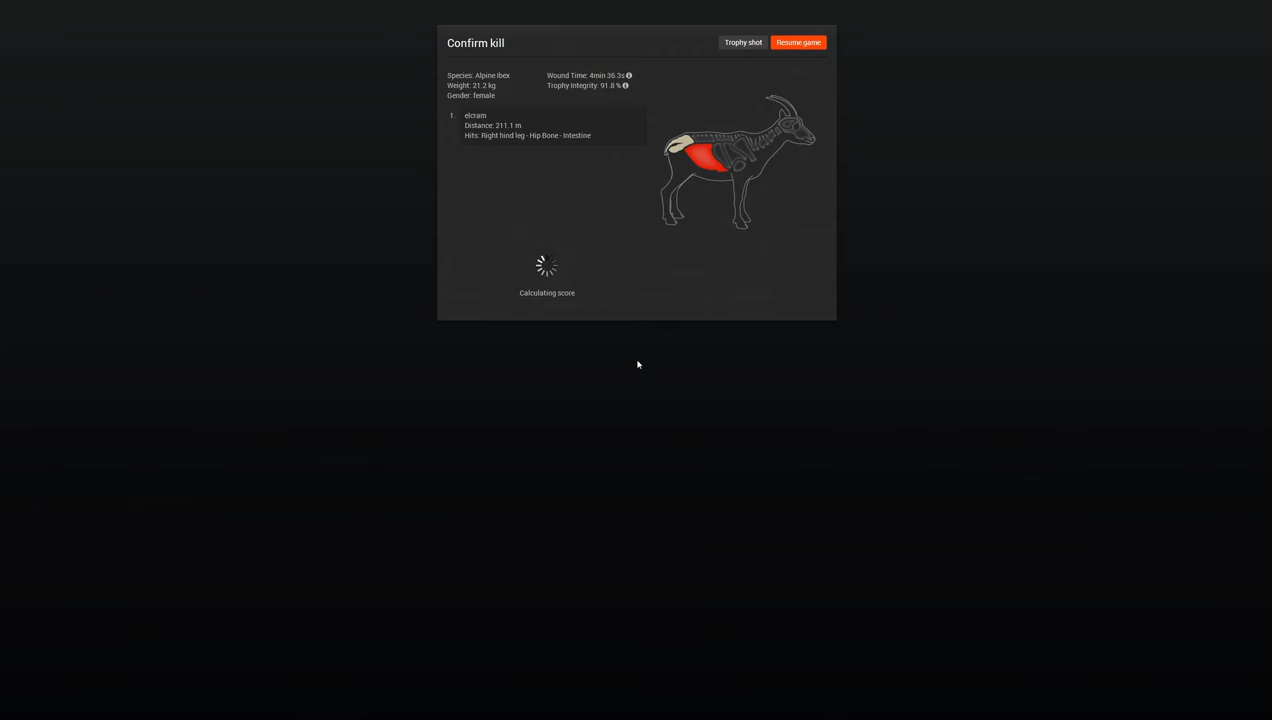 Confirm kill
Trophy shot
Resume game
Species: Alpine Ibex
Wound Time: 4min 36.3s
Weight: 21.2 kg
Trophy Integrity: 91.8 %
Gender: female
1. elcram
Distance: 211.1 m
Hits: Right hind leg - Hip Bone - Intestine
Calculating score